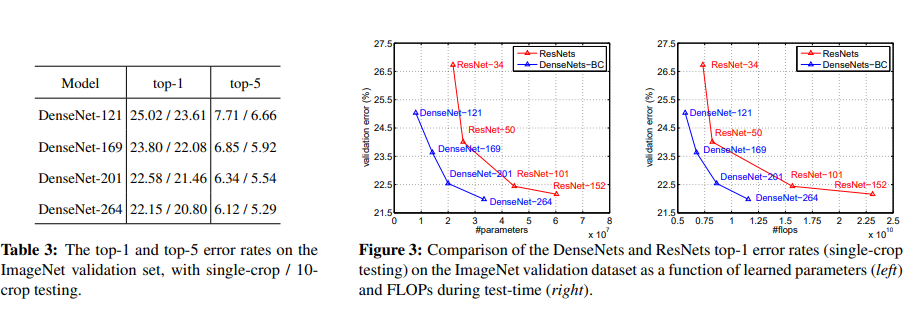 Model top-1 top-5
DenseNet-121 25.02 / 23.61 7.71 / 6.66
DenseNet-169 23.80 / 22.08 6.85 / 5.92
DenseNet-201 22.58 / 21.46 6.34 / 5.54
DenseNet-264 22.15 / 20.80 6.12 / 5.29
Table 3: The top-1 and top-5 error rates on the
ImageNet validation set, with single-crop / 10-
crop testing.
27.5
26.5
25.5
24.5
23.5
22.5
21.5
validation error (%)
ResNets
DenseNets-BC
ResNet-34
DenseNet-121
ResNet-50
DenseNet-169
DenseNet-201
ResNet-101
ResNet-152
DenseNet-264
0 1 2 3 4 5 6 7 8
#parameters
x 10^7
27.5
26.5
25.5
24.5
23.5
22.5
21.5
validation error (%)
ResNets
DenseNets-BC
ResNet-34
DenseNet-121
ResNet-50
DenseNet-169
DenseNet-201
ResNet-101
ResNet-152
DenseNet-264
0.5 0.75 1 1.25 1.5 1.75 2 2.25 2.5
#flops
x 10^10
Figure 3: Comparison of the DenseNets and ResNets top-1 error rates (single-crop
testing) on the ImageNet validation dataset as a function of learned parameters (left)
and FLOPs during test-time (right).